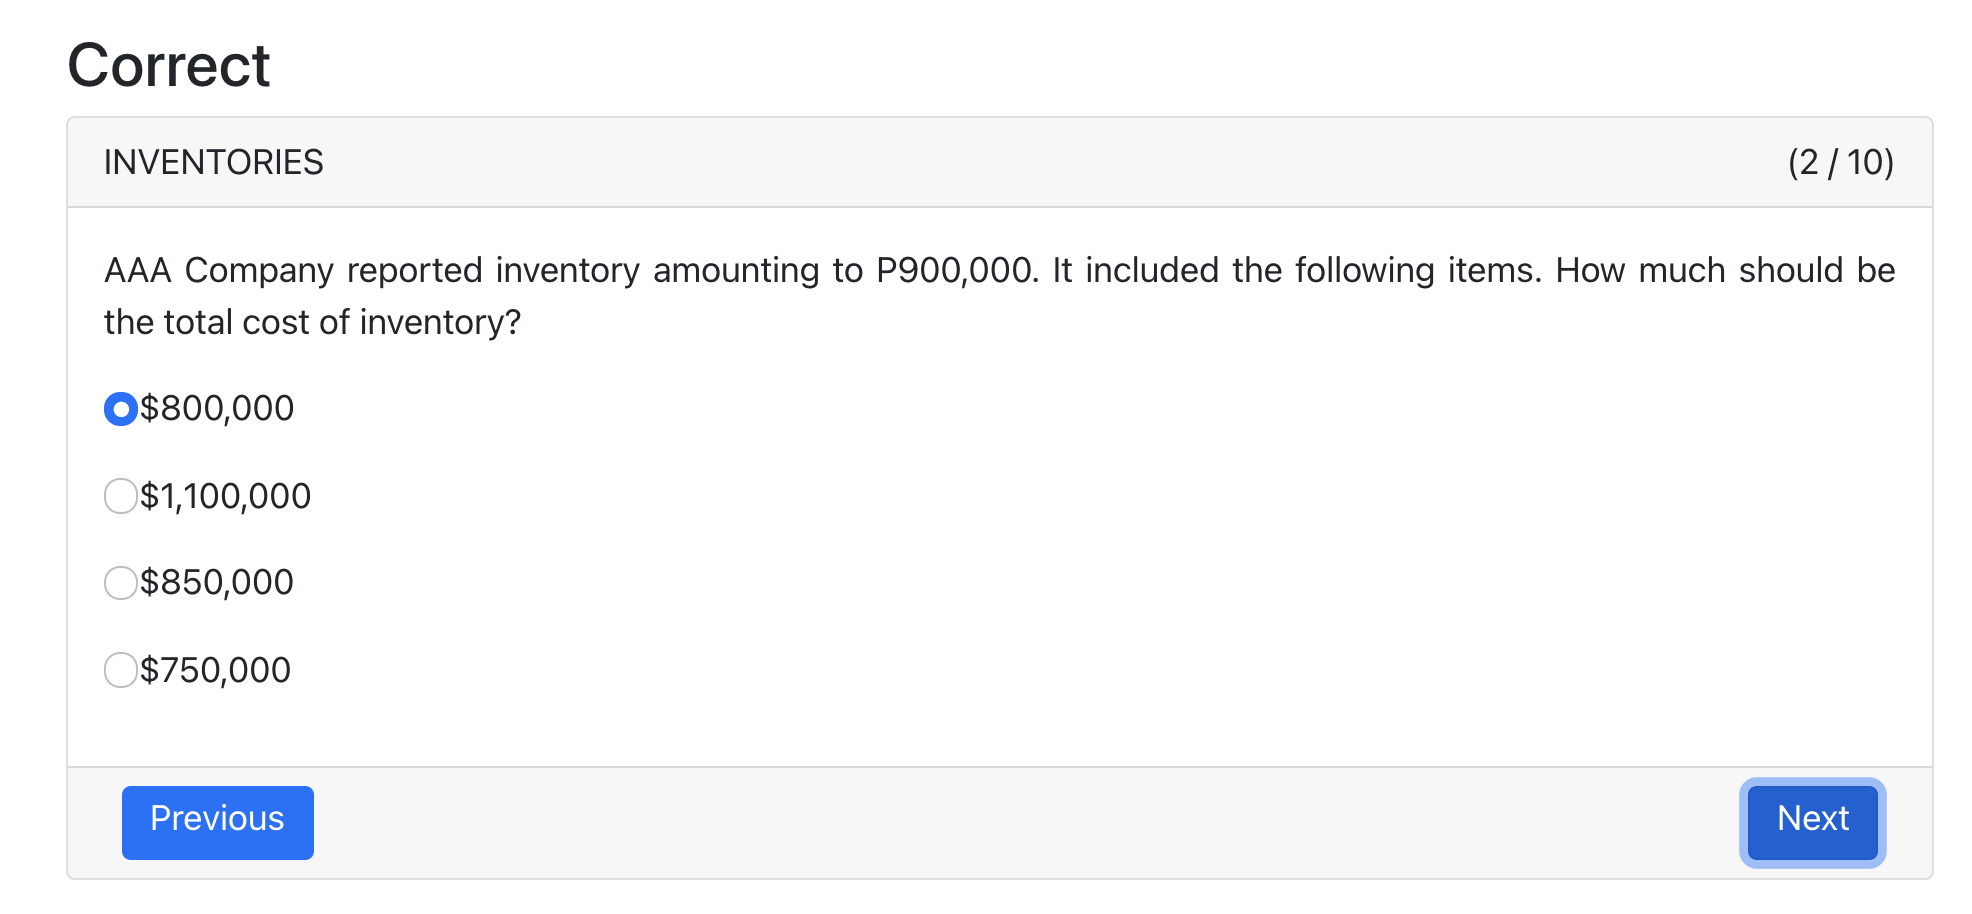 Correct
INVENTORIES
(2 / 10)
AAA Company reported inventory amounting to P900,000. It included the following items. How much should be
the total cost of inventory?
$800,000
$1,100,000
$850,000
$750,000
Previous
Next